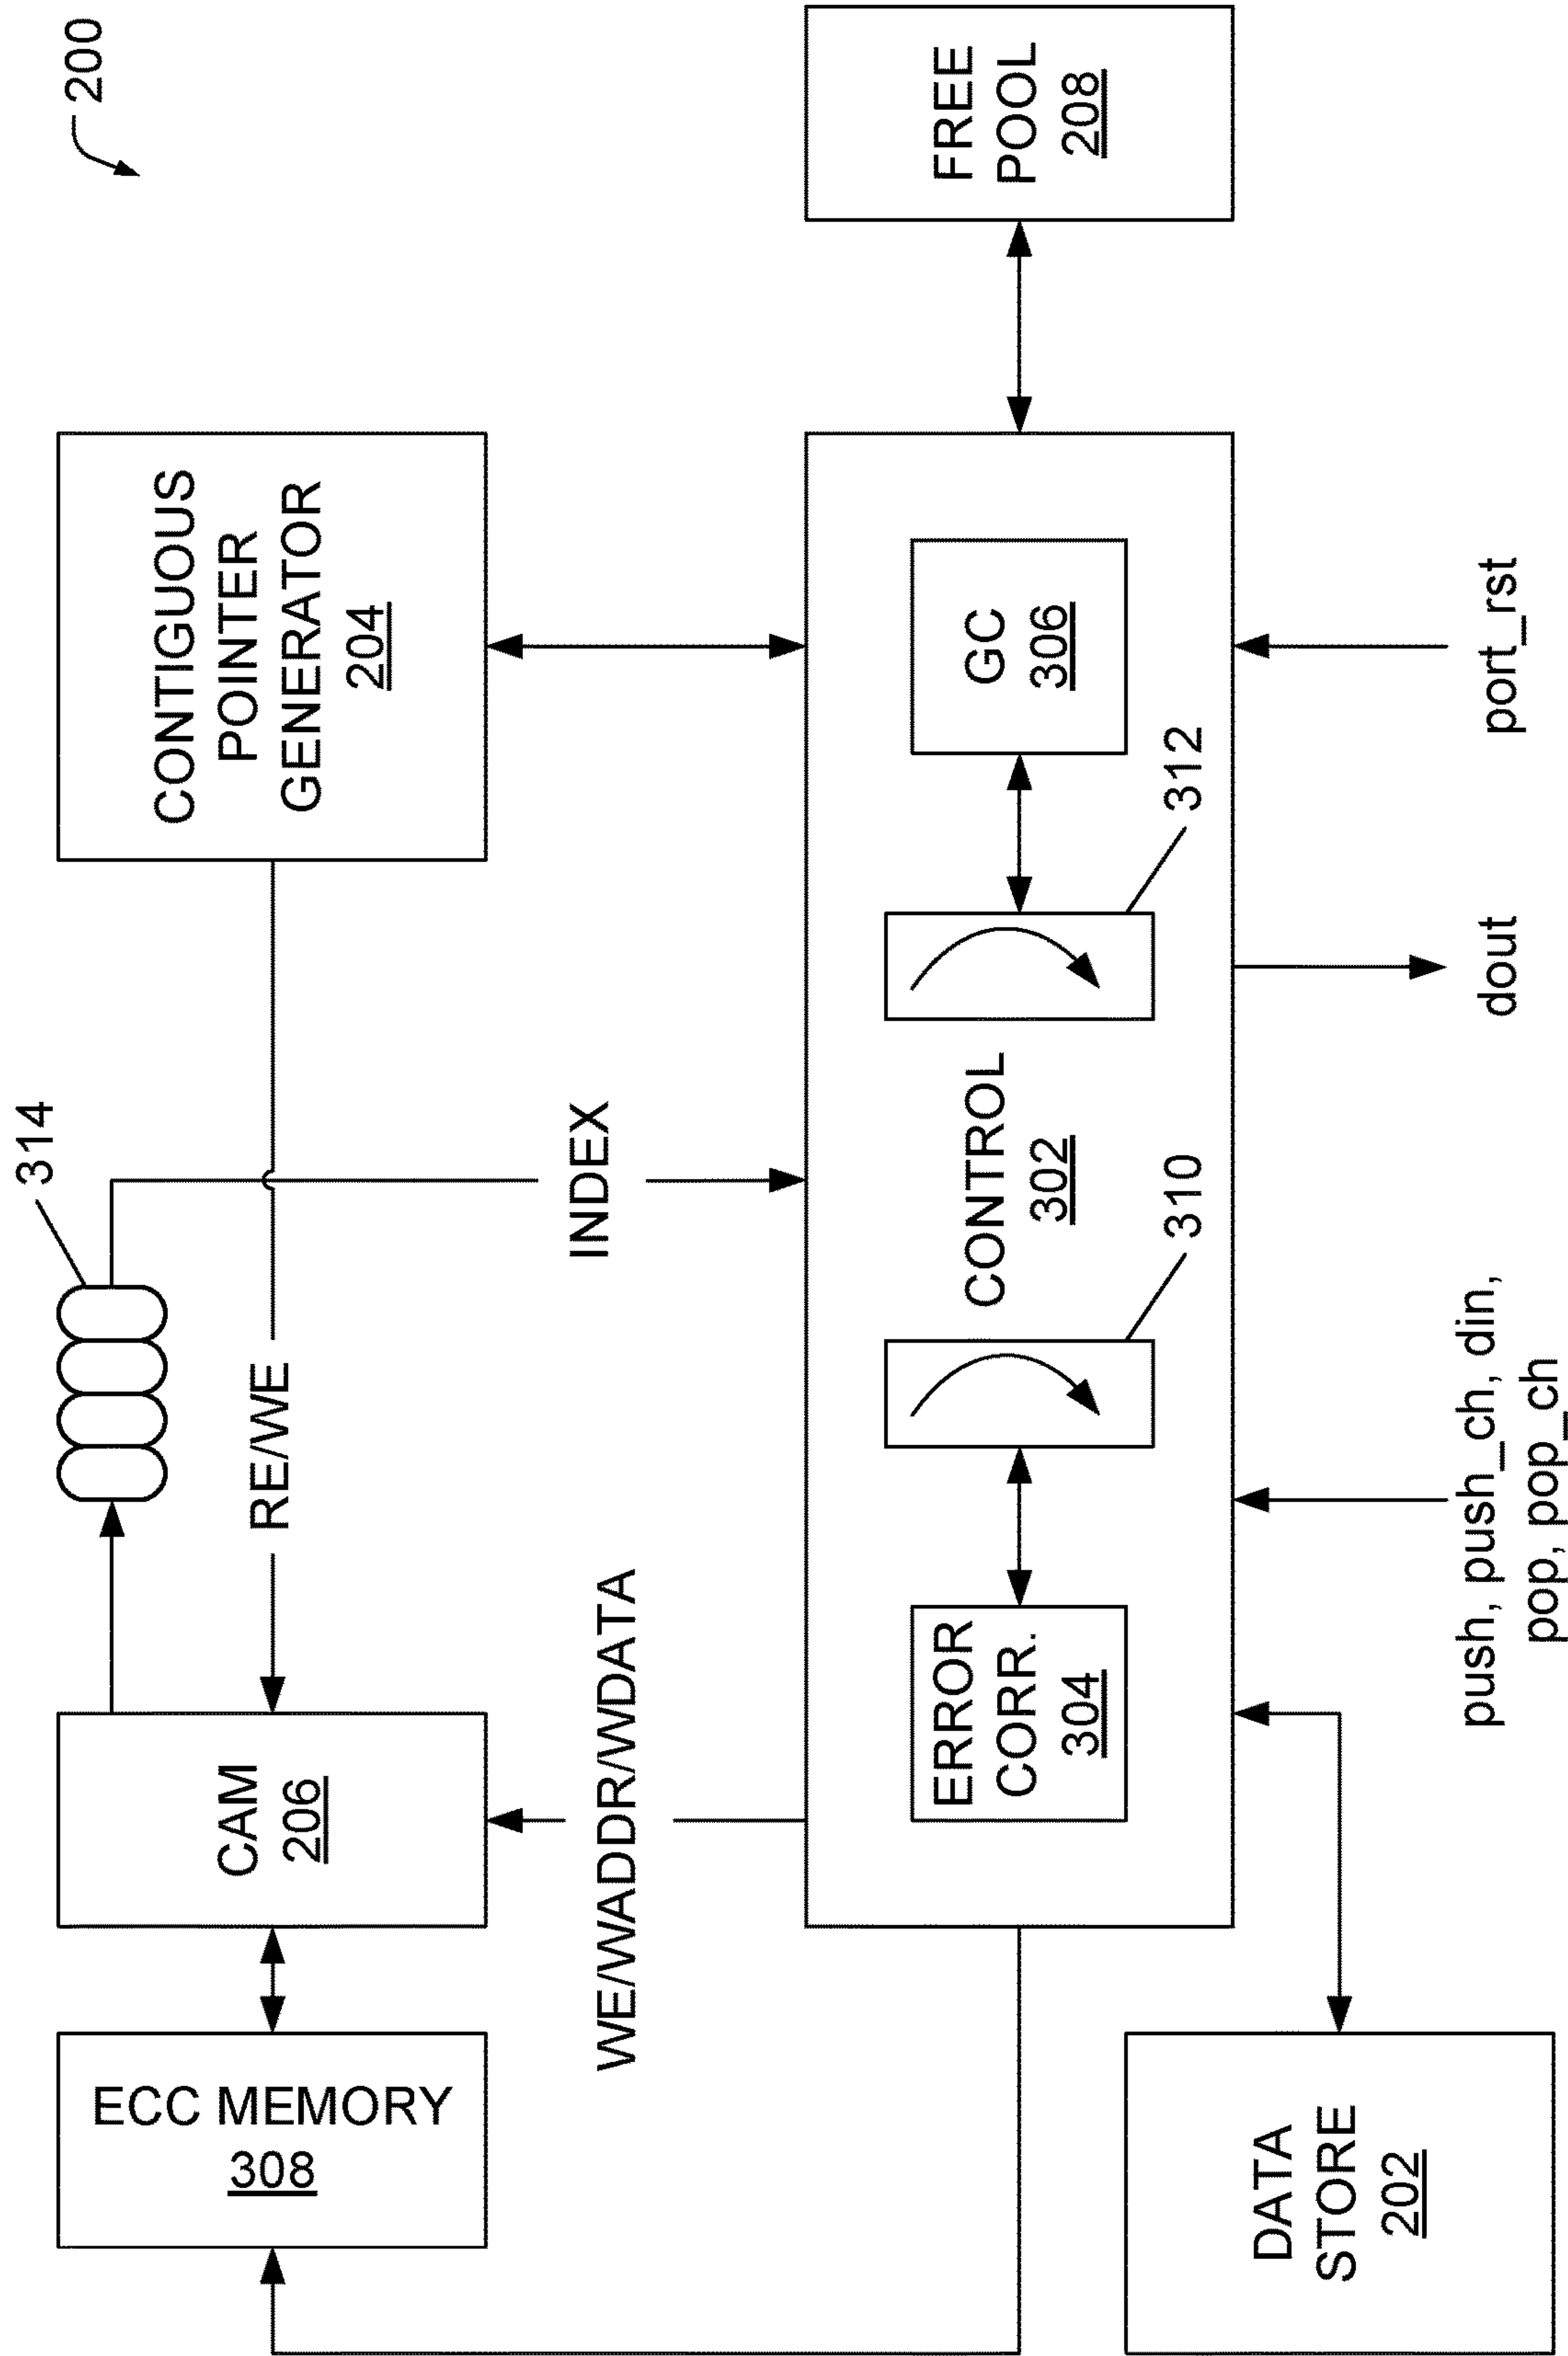 200
314
ECC MEMORY
308
CAM
206
RE/WE
CONTIGUOUS
POINTER
GENERATOR
204
WE/WADDR/WDATA
INDEX
ERROR
CORR.
304
CONTROL
302
GC
306
FREE
POOL
208
310
312
DATA
STORE
202
push, push_ch, din,
pop, pop_ch
dout
port_rst